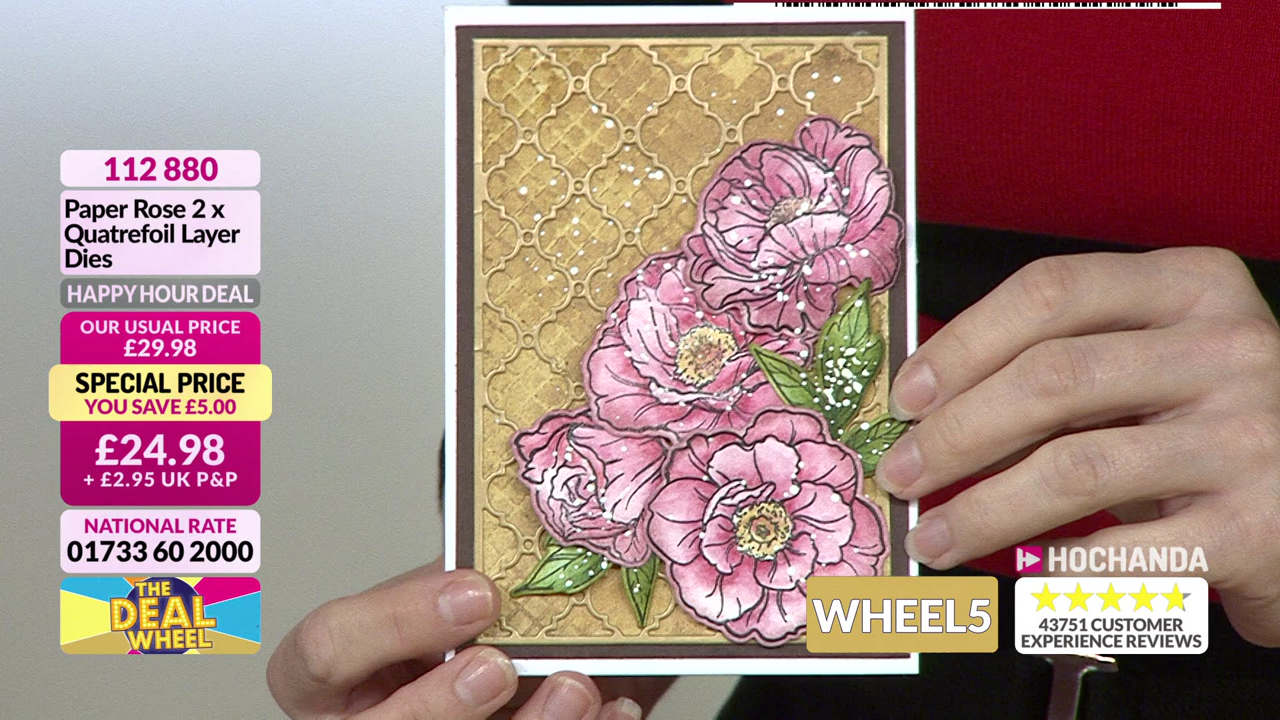 112 880
Paper Rose 2 x
Quatrefoil Layer
Dies
HAPPY HOUR DEAL
OUR USUAL PRICE
£29.98
SPECIAL PRICE
YOU SAVE £5.00
£24.98
+ £2.95 UK P&P
NATIONAL RATE
01733 60 2000
THE
DEAL
WHEEL
WHEEL5
HOCHANDA
43751 CUSTOMER
EXPERIENCE REVIEWS